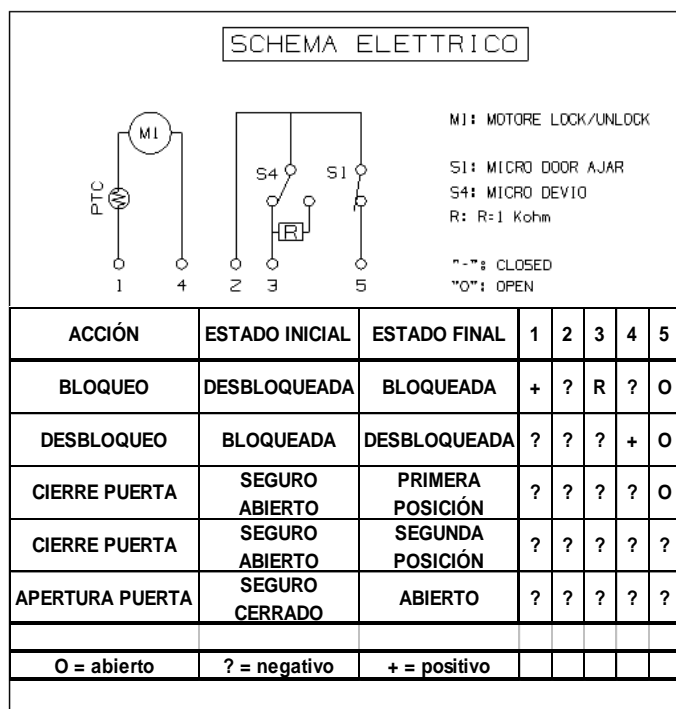 SCHEMA ELETTRICO
M1
M1: MOTORE LOCK/UNLOCK
S4 S1
S1: MICRO DOOR AJAR
PTC
S4: MICRO DEVIO
R
R: R=1 Kohm
"-": CLOSED
1 4 2 3 5
"O": OPEN
ACCIÓN ESTADO INICIAL ESTADO FINAL 1 2 3 4 5
BLOQUEO DESBLOQUEADA BLOQUEADA + ? R ? O
DESBLOQUEO BLOQUEADA DESBLOQUEADA ? ? ? + O
CIERRE PUERTA SEGURO ABIERTO PRIMERA POSICIÓN ? ? ? ? O
CIERRE PUERTA SEGURO ABIERTO SEGUNDA POSICIÓN ? ? ? ? ?
APERTURA PUERTA SEGURO CERRADO ABIERTO ? ? ? ? ?
O = abierto ? = negativo + = positivo